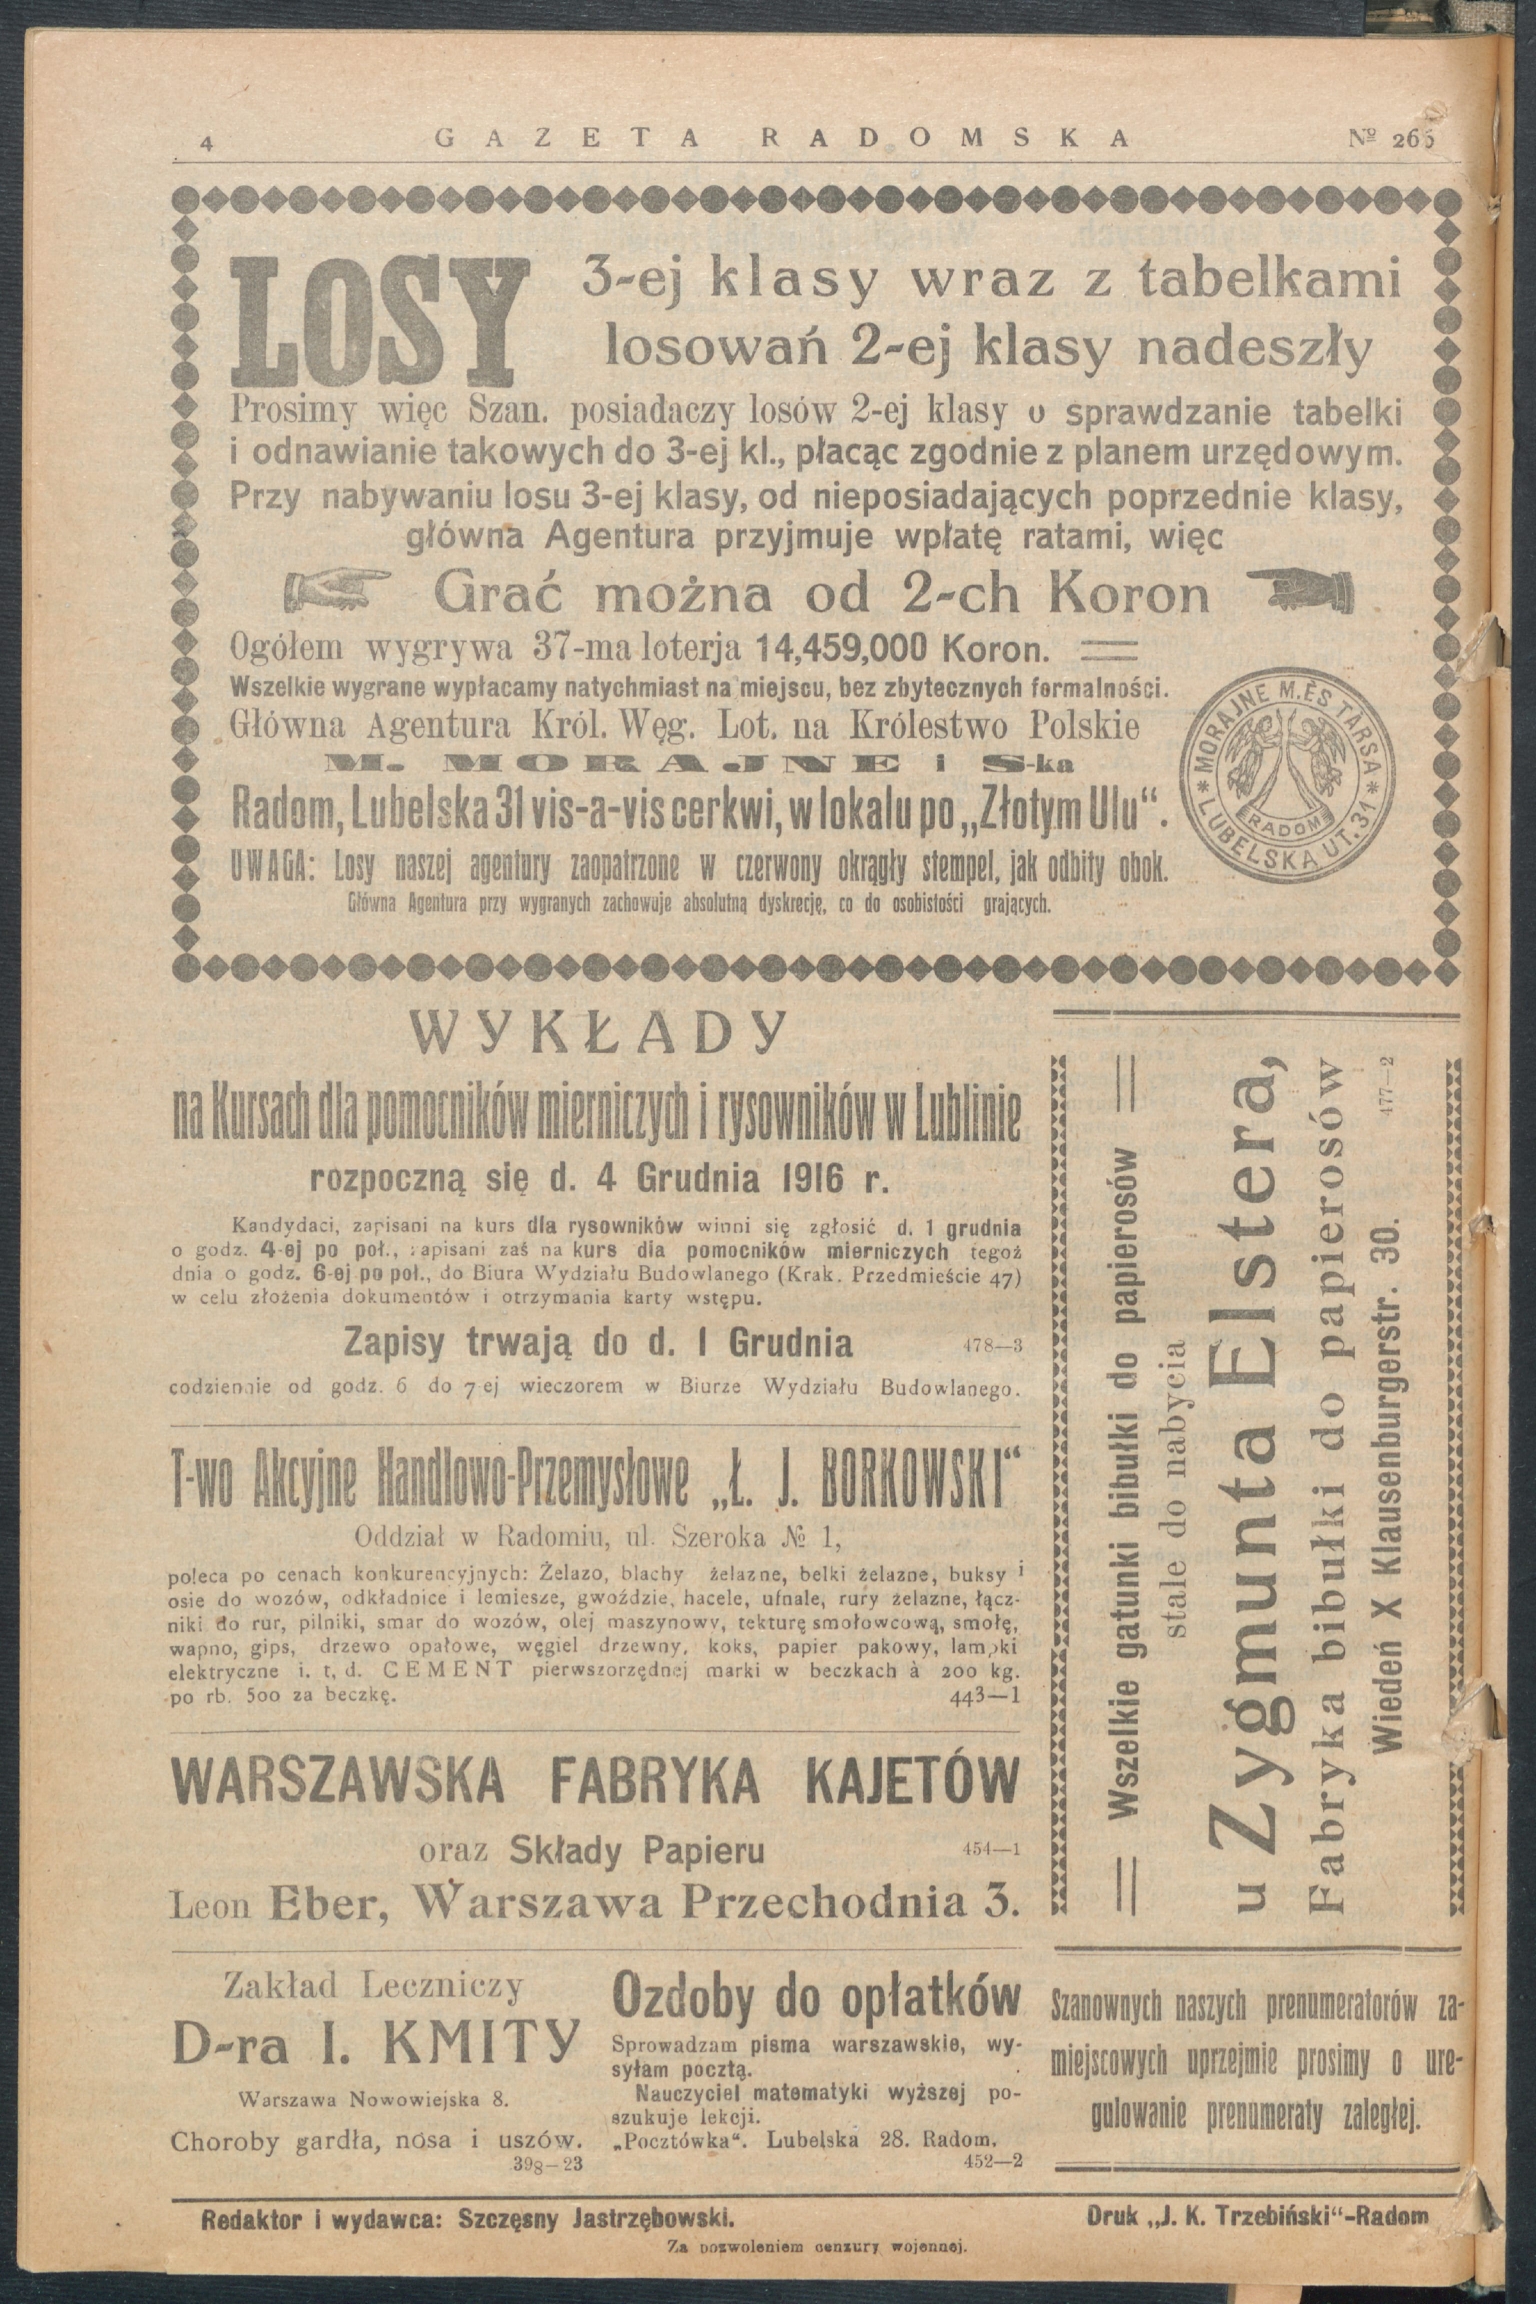 4
GAZETA RADOMSKA
№ 266
LOSY
3-ej klasy wraz z tabelkami
losowań 2-ej klasy nadeszły
Prosimy więc Szan. posiadaczy losów 2-ej klasy o sprawdzanie tabelki
i odnawianie takowych do 3-ej kl., płacąc zgodnie z planem urzędowym.
Przy nabywaniu losu 3-ej klasy, od nieposiadających poprzednie klasy,
główna Agentura przyjmuje wpłatę ratami, więc
Grać można od 2-ch Koron
Ogółem wygrywa 37-ma loterja 14,459,000 Koron.
Wszelkie wygrane wypłacamy natychmiast na miejscu, bez zbytecznych formalności.
Główna Agentura Król. Węg. Lot. na Królestwo Polskie
M. MORAJNE i S-ka
Radom, Lubelska 31 vis-a-vis cerkwi, w lokalu po „Złotym Ulu“.
UWAGA: Losy naszej agentury zaopatrzone w czerwony okrągły stempel, jak odbity obok.
Główna Agentura przy wygranych zachowuje absolutną dyskrecję, co do osobistości grających.
MORAJNE M. ÉS TARSA
RADOM
LUBELSKA UT. 31
WYKŁADY
na Kursach dla pomocników mierniczych i rysowników w Lublinie
rozpoczną się d. 4 Grudnia 1916 r.
Kandydaci, zapisani na kurs dla rysowników winni się zgłosić d. 1 grudnia
o godz. 4-ej po poł., zapisani zaś na kurs dla pomocników mierniczych tegoż
dnia o godz. 6-ej po poł., do Biura Wydziału Budowlanego (Krak. Przedmieście 47)
w celu złożenia dokumentów i otrzymania karty wstępu.
Zapisy trwają do d. 1 Grudnia
478—3
codziennie od godz. 6 do 7 ej wieczorem w Biurze Wydziału Budowlanego.
T-wo Akcyjne Handlowo-Przemysłowe „Ł. J. BORKOWSKI“
Oddział w Radomiu, ul. Szeroka № 1,
poleca po cenach konkurencyjnych: Żelazo, blachy żelazne, belki żelazne, buksy i
osie do wozów, odkładnice i lemiesze, gwoździe, hacele, ufnale, rury żelazne, łącz-
niki do rur, pilniki, smar do wozów, olej maszynowy, tekturę smołowcową, smołę,
wapno, gips, drzewo opałowe, węgiel drzewny, koks, papier pakowy, lampki
elektryczne i. t. d. CEMENT pierwszorzędnej marki w beczkach à 200 kg.
po rb. 500 za beczkę.
443—1
WARSZAWSKA FABRYKA KAJETÓW
oraz Składy Papieru
454—1
Leon Eber, Warszawa Przechodnia 3.
Zakład Leczniczy
D-ra I. KMITY
Warszawa Nowowiejska 8.
Choroby gardła, nosa i uszów.
398—23
Ozdoby do opłatków
Sprowadzam pisma warszawskie, wy-
syłam pocztą.
Nauczyciel matematyki wyższej po-
szukuje lekcji.
„Pocztówka“. Lubelska 28. Radom.
452—2
Wszelkie gatunki bibułki do papierosów
stale do nabycia
u Zygmunta Elstera,
Fabryka bibułki do papierosów
Wiedeń X Klausenburgerstr. 30.
477—2
Szanownych naszych prenumeratorów za-
miejscowych uprzejmie prosimy o ure-
gulowanie prenumeraty zaległej.
Redaktor i wydawca: Szczęsny Jastrzębowski.
Druk „J. K. Trzebiński“-Radom
Za pozwoleniem cenzury wojennej.